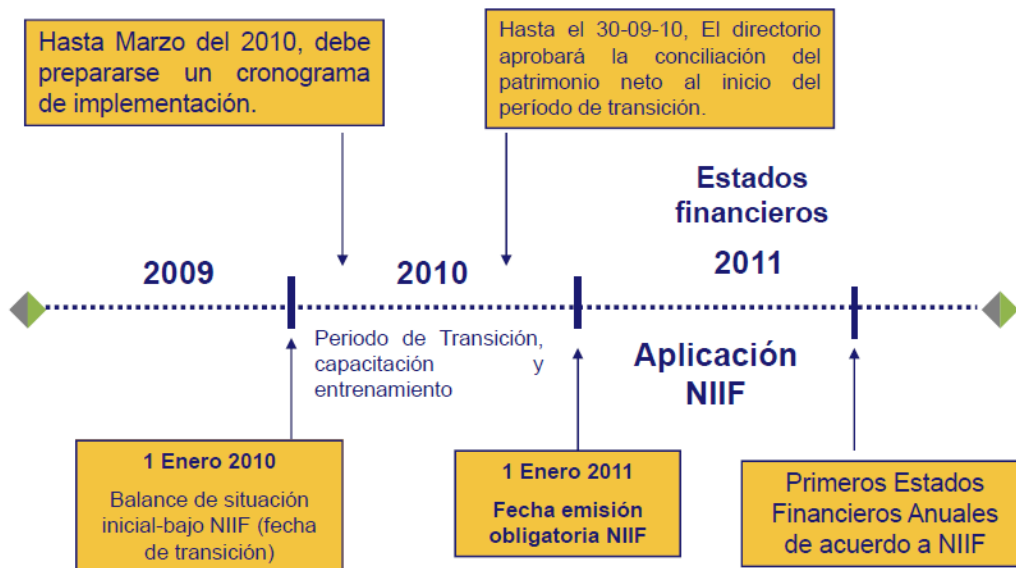 Hasta Marzo del 2010, debe
prepararse un cronograma
de implementación.
Hasta el 30-09-10, El directorio
aprobará la conciliación del
patrimonio neto al inicio del
período de transición.
Estados
financieros
2009
2010
2011
Periodo de Transición,
capacitación y
entrenamiento
Aplicación
NIIF
1 Enero 2010
Balance de situación
inicial-bajo NIIF (fecha
de transición)
1 Enero 2011
Fecha emisión
obligatoria NIIF
Primeros Estados
Financieros Anuales
de acuerdo a NIIF